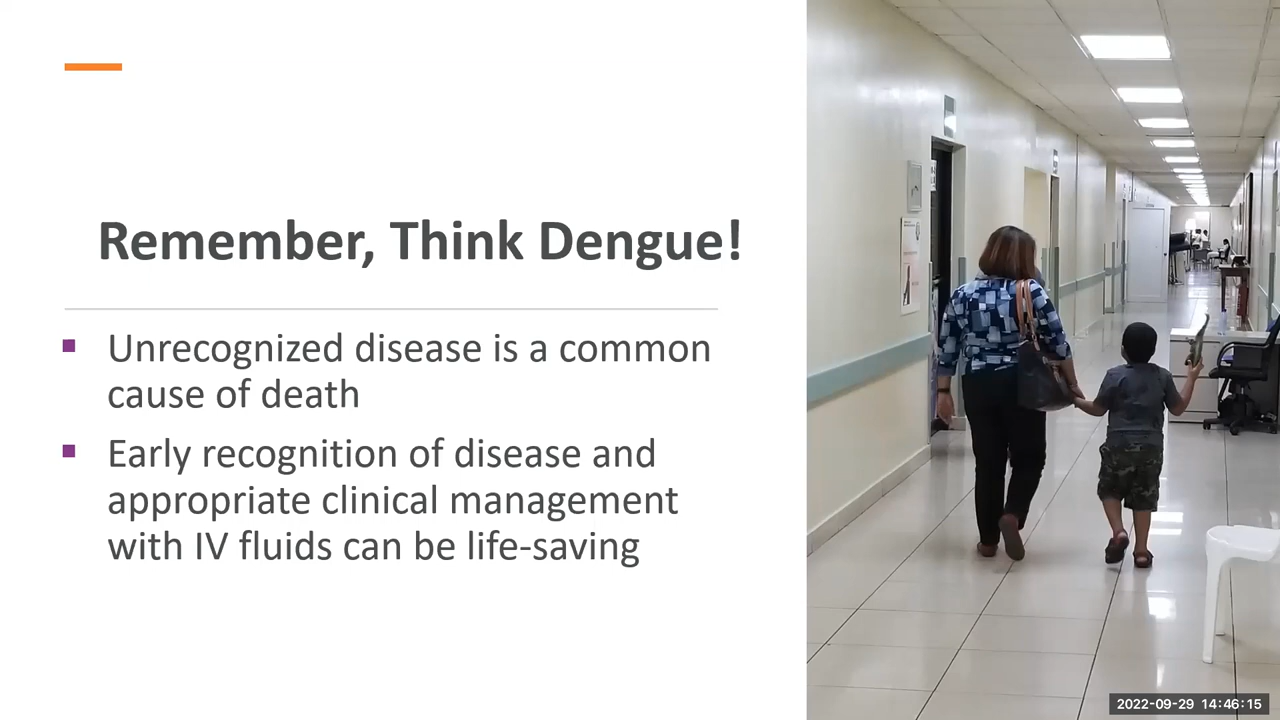 Remember, Think Dengue!
Unrecognized disease is a common
cause of death
Early recognition of disease and
appropriate clinical management
with IV fluids can be life-saving
2022-09-29 14:46:15